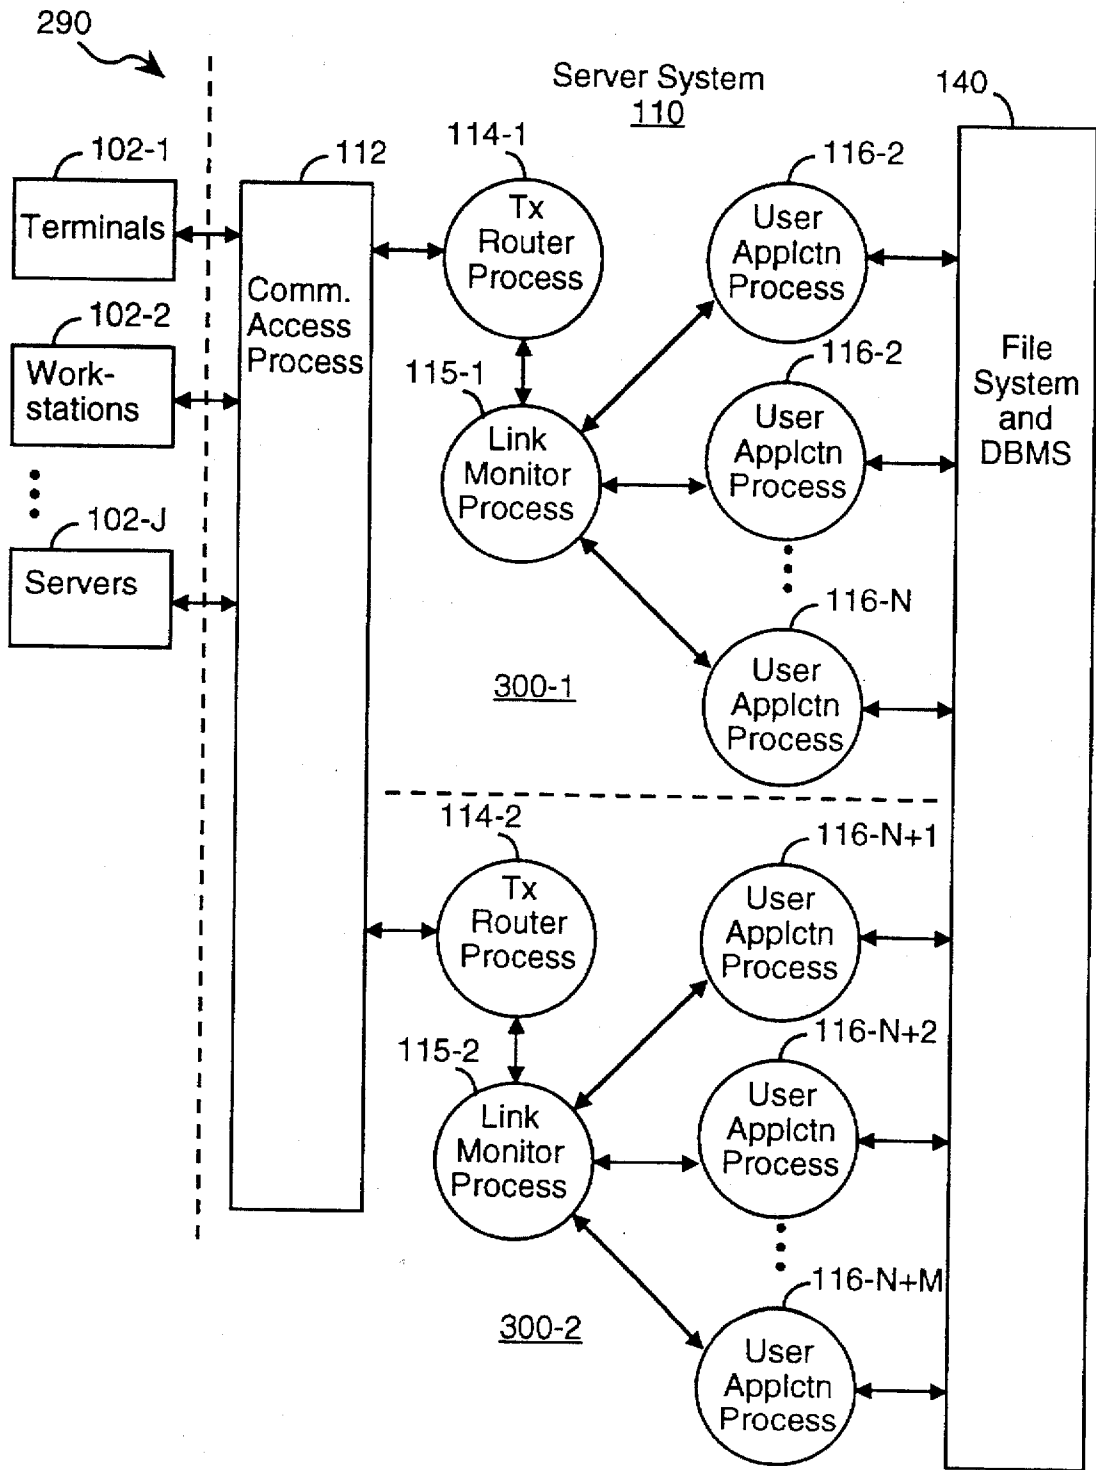 290
Server System
110
140
102-1
112
114-1
116-2
Terminals
Tx
Router
Process
User
Applctn
Process
Comm.
Access
Process
102-2
Work-
stations
115-1
116-2
File
System
and
DBMS
Link
Monitor
Process
User
Applctn
Process
102-J
Servers
116-N
300-1
User
Applctn
Process
114-2
116-N+1
Tx
Router
Process
User
Applctn
Process
115-2
116-N+2
Link
Monitor
Process
User
Applctn
Process
116-N+M
300-2
User
Applctn
Process